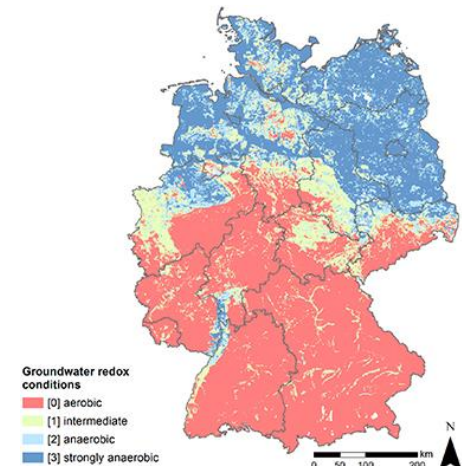 Groundwater redox
conditions
[0] aerobic
[1] intermediate
[2] anaerobic
[3] strongly anaerobic
N
km
0 50 100 200